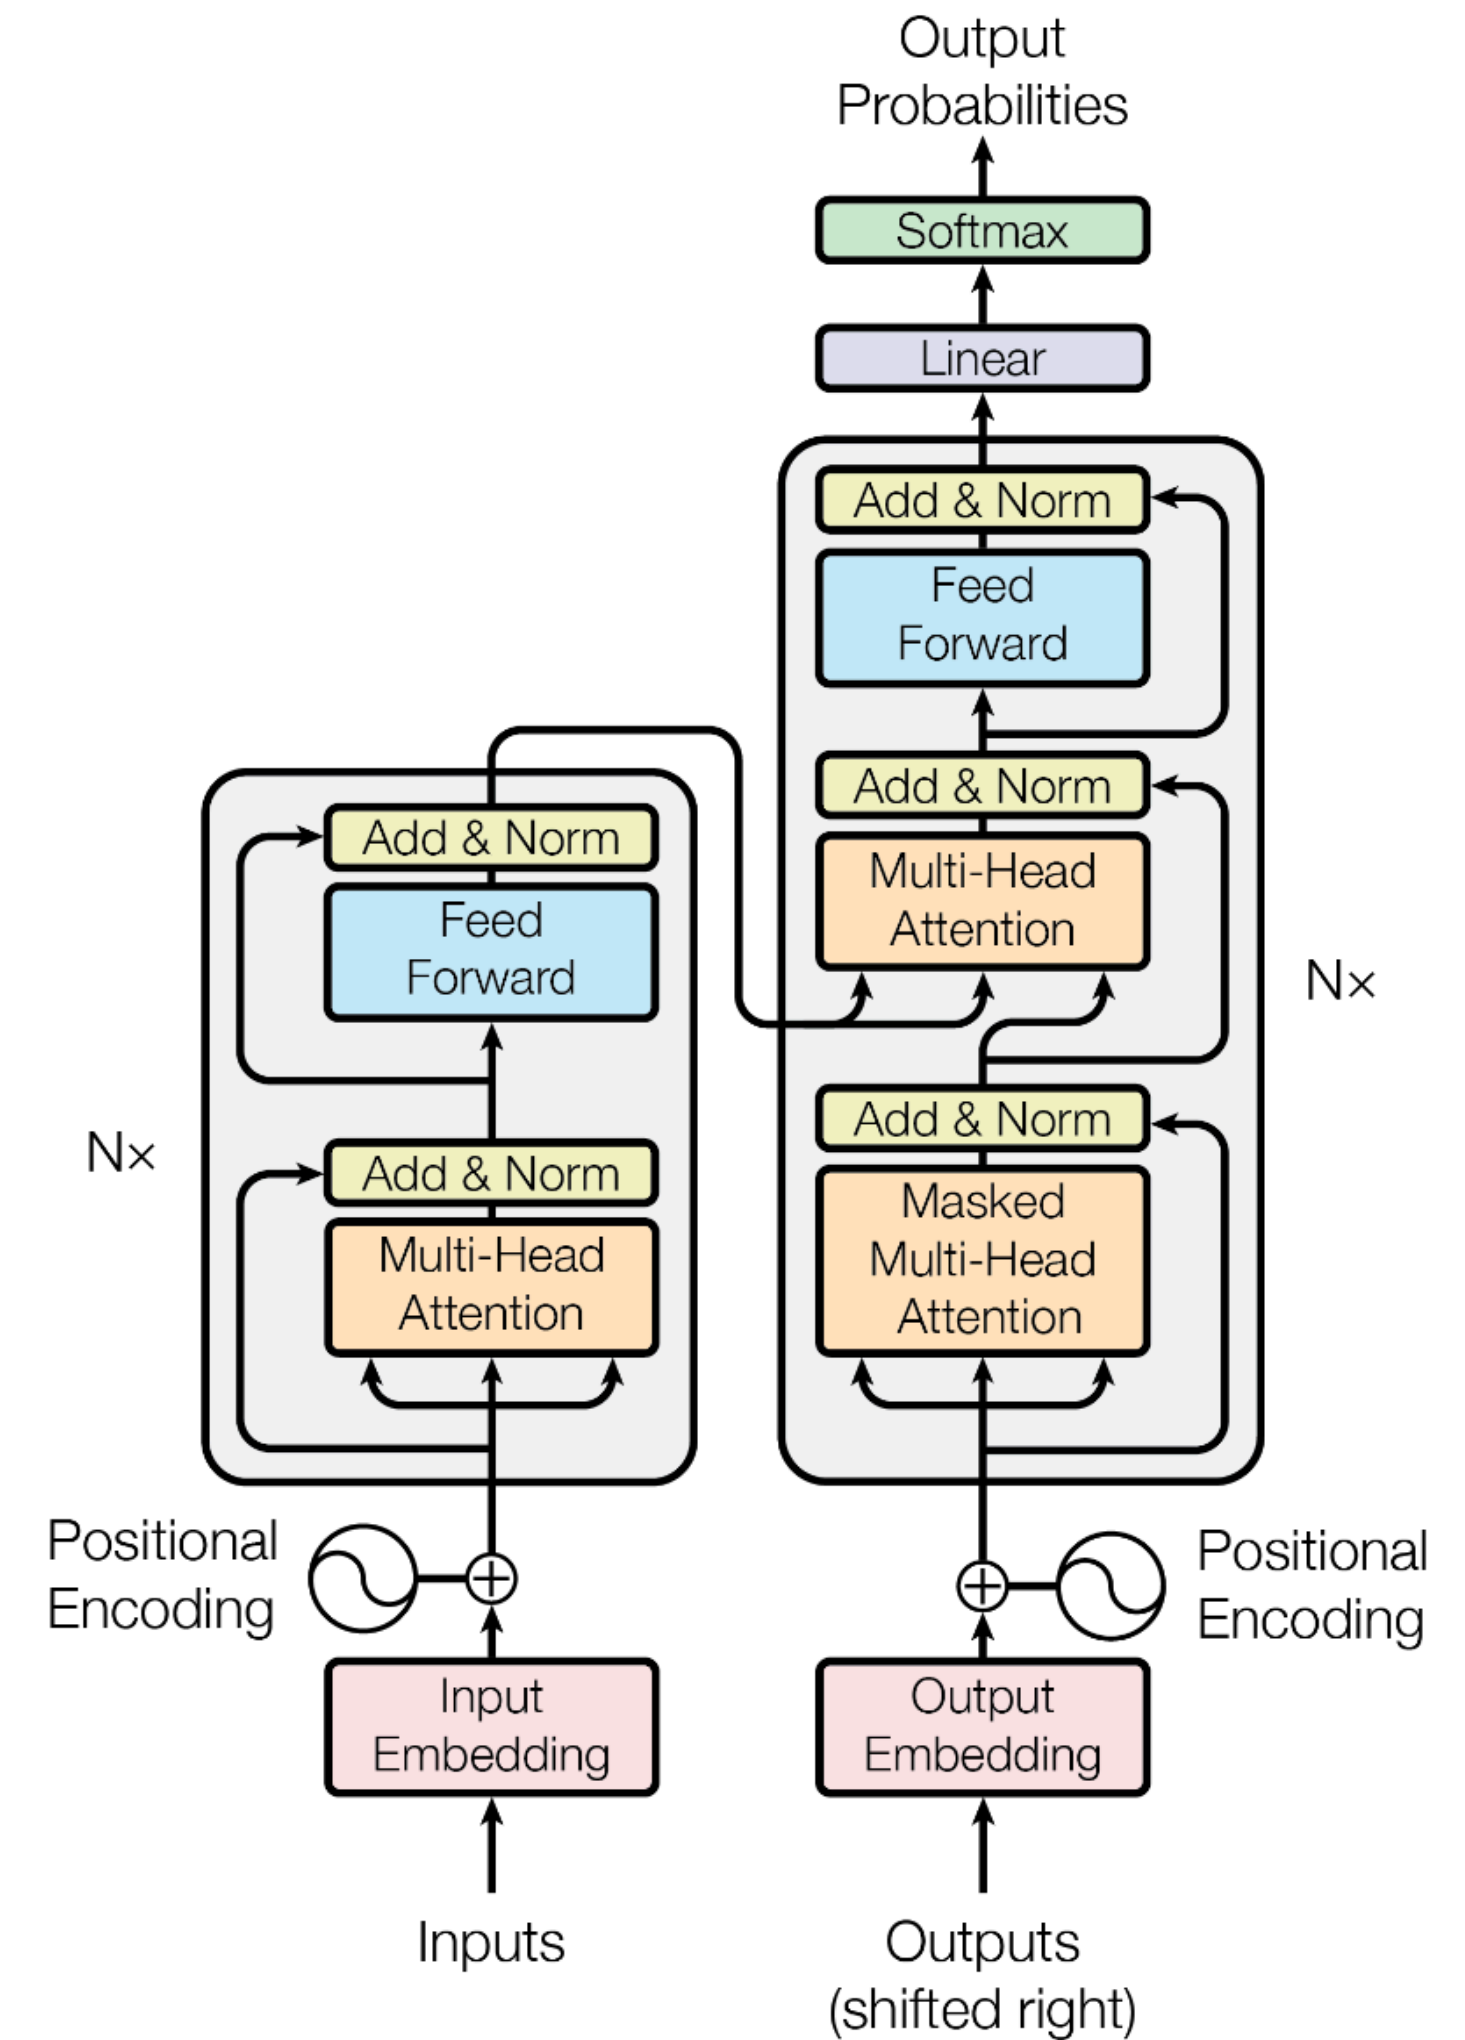 Output
Probabilities
Softmax
Linear
Add & Norm
Feed
Forward
Add & Norm
Multi-Head
Attention
Add & Norm
Masked
Multi-Head
Attention
Nx
Add & Norm
Feed
Forward
Add & Norm
Multi-Head
Attention
Nx
Positional
Encoding
Positional
Encoding
Input
Embedding
Output
Embedding
Inputs
Outputs
(shifted right)